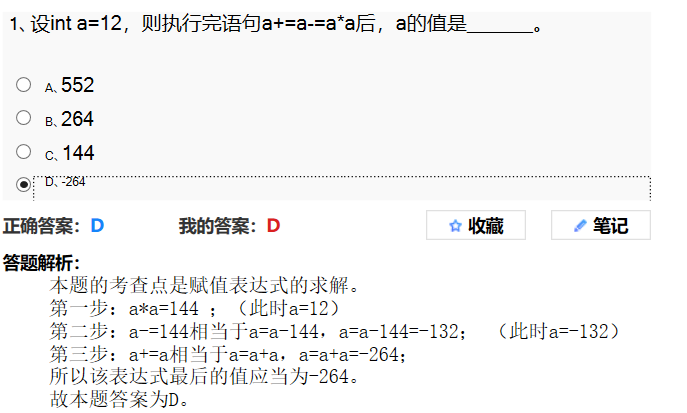 1、设int a=12，则执行完语句a+=a-=a*a后，a的值是_______。
A、552
B、264
C、144
D、-264
正确答案：D 我的答案：D 收藏 笔记
答题解析：
本题的考查点是赋值表达式的求解。
第一步：a*a=144 ；（此时a=12）
第二步：a-=144相当于a=a-144，a=a-144=-132； （此时a=-132）
第三步：a+=a相当于a=a+a，a=a+a=-264；
所以该表达式最后的值应当为-264。
故本题答案为D。